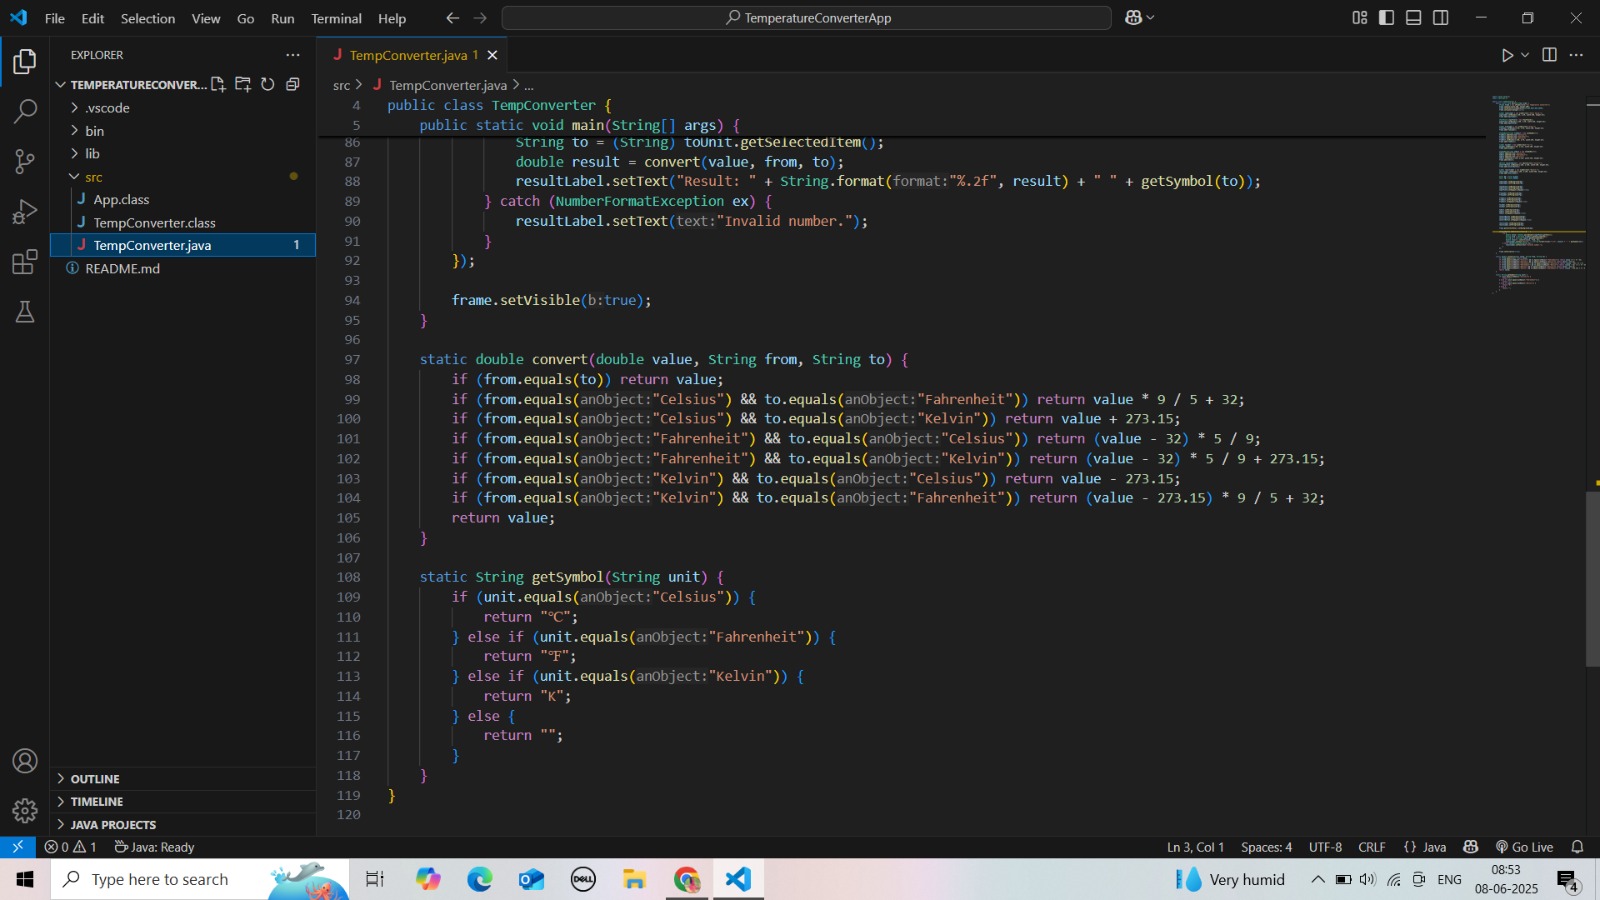 File Edit Selection View Go Run Terminal Help
TemperatureConverterApp
EXPLORER
TEMPERATURECONVER...
.vscode
bin
lib
src
App.class
TempConverter.class
TempConverter.java 1
README.md
OUTLINE
TIMELINE
JAVA PROJECTS
TempConverter.java 1
src > TempConverter.java > ...
4 public class TempConverter {
5 public static void main(String[] args) {
86 String to = (String) toUnit.getSelectedItem();
87 double result = convert(value, from, to);
88 resultLabel.setText("Result: " + String.format(format:"%.2f", result) + " " + getSymbol(to));
89 } catch (NumberFormatException ex) {
90 resultLabel.setText(text:"Invalid number.");
91 }
92 });
93
94 frame.setVisible(b:true);
95 }
96
97 static double convert(double value, String from, String to) {
98 if (from.equals(to)) return value;
99 if (from.equals(anObject:"Celsius") && to.equals(anObject:"Fahrenheit")) return value * 9 / 5 + 32;
100 if (from.equals(anObject:"Celsius") && to.equals(anObject:"Kelvin")) return value + 273.15;
101 if (from.equals(anObject:"Fahrenheit") && to.equals(anObject:"Celsius")) return (value - 32) * 5 / 9;
102 if (from.equals(anObject:"Fahrenheit") && to.equals(anObject:"Kelvin")) return (value - 32) * 5 / 9 + 273.15;
103 if (from.equals(anObject:"Kelvin") && to.equals(anObject:"Celsius")) return value - 273.15;
104 if (from.equals(anObject:"Kelvin") && to.equals(anObject:"Fahrenheit")) return (value - 273.15) * 9 / 5 + 32;
105 return value;
106 }
107
108 static String getSymbol(String unit) {
109 if (unit.equals(anObject:"Celsius")) {
110 return "℃";
111 } else if (unit.equals(anObject:"Fahrenheit")) {
112 return "℉";
113 } else if (unit.equals(anObject:"Kelvin")) {
114 return "K";
115 } else {
116 return "";
117 }
118 }
119 }
120
0 1 Java: Ready
Ln 3, Col 1 Spaces: 4 UTF-8 CRLF {} Java Go Live
Type here to search
DELL
Very humid
ENG
08:53
08-06-2025
4